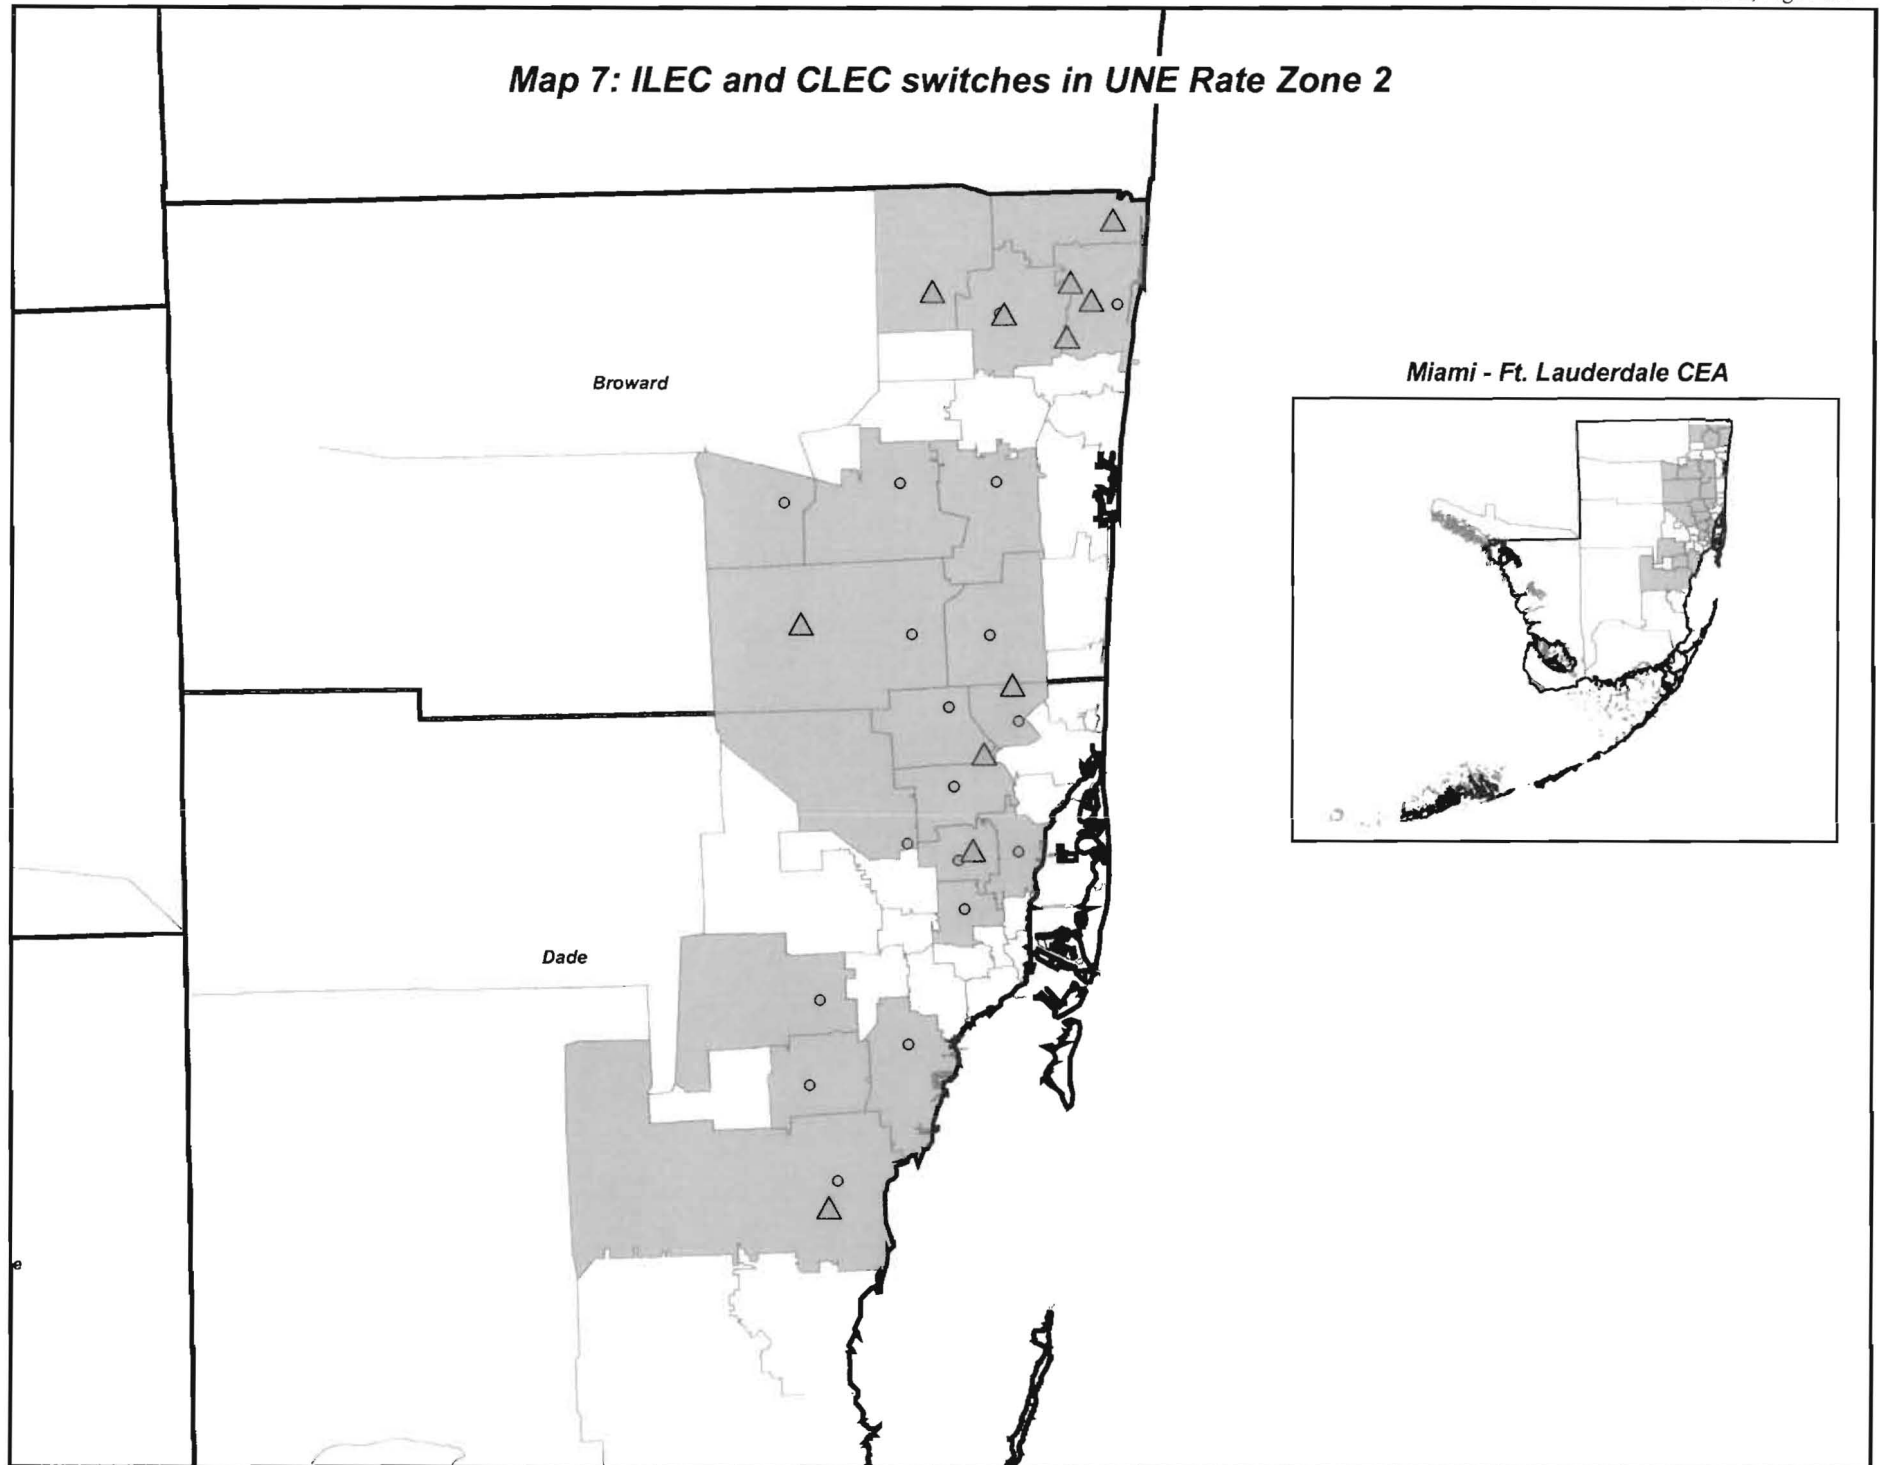 Map 7: ILEC and CLEC switches in UNE Rate Zone 2
Miami - Ft. Lauderdale CEA
Broward
Dade
e